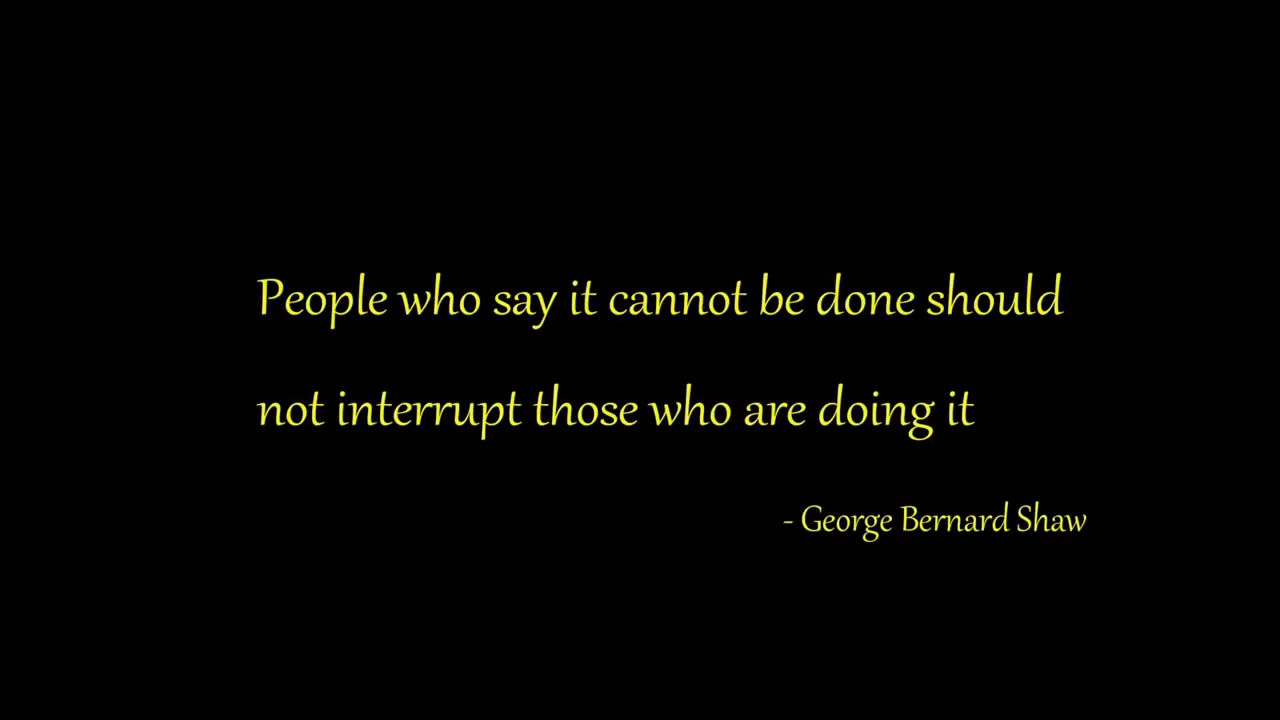 People who say it cannot be done should
not interrupt those who are doing it
- George Bernard Shaw